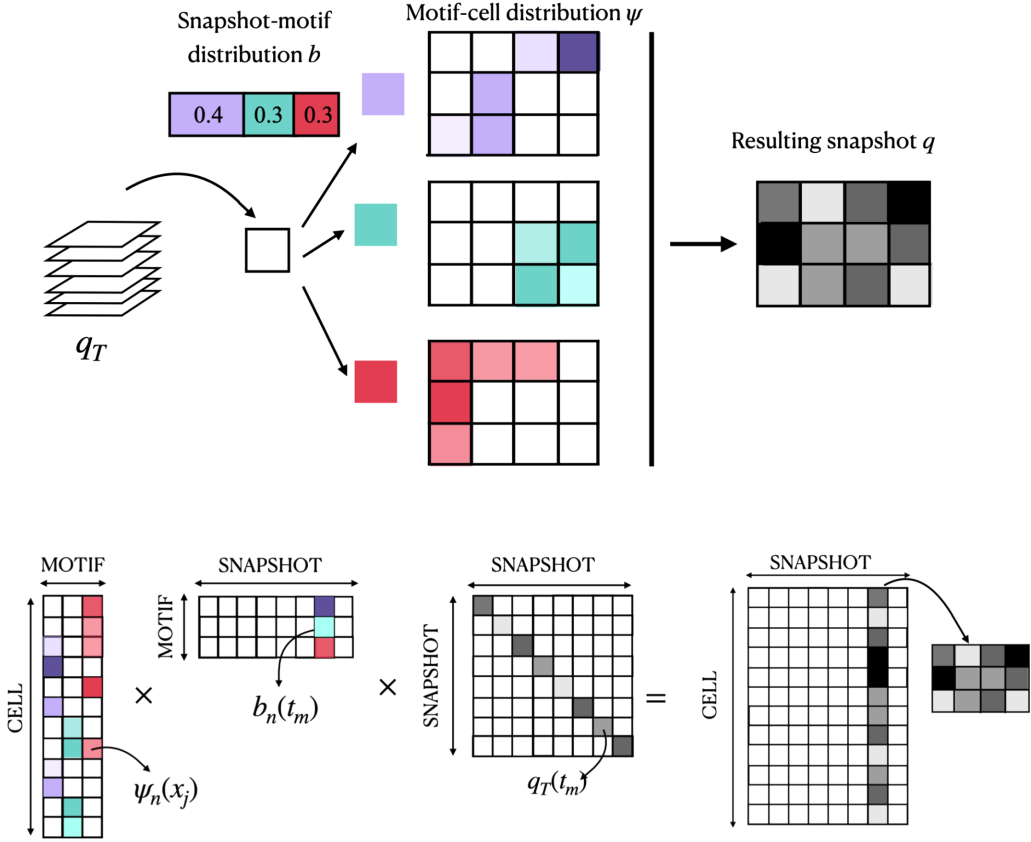 Snapshot-motif
distribution b
Motif-cell distribution ψ
0.4 0.3 0.3
Resulting snapshot q
q_T
MOTIF
SNAPSHOT
SNAPSHOT
SNAPSHOT
CELL
MOTIF
SNAPSHOT
CELL
×
×
=
b_n(t_m)
ψ_n(x_j)
q_T(t_m)